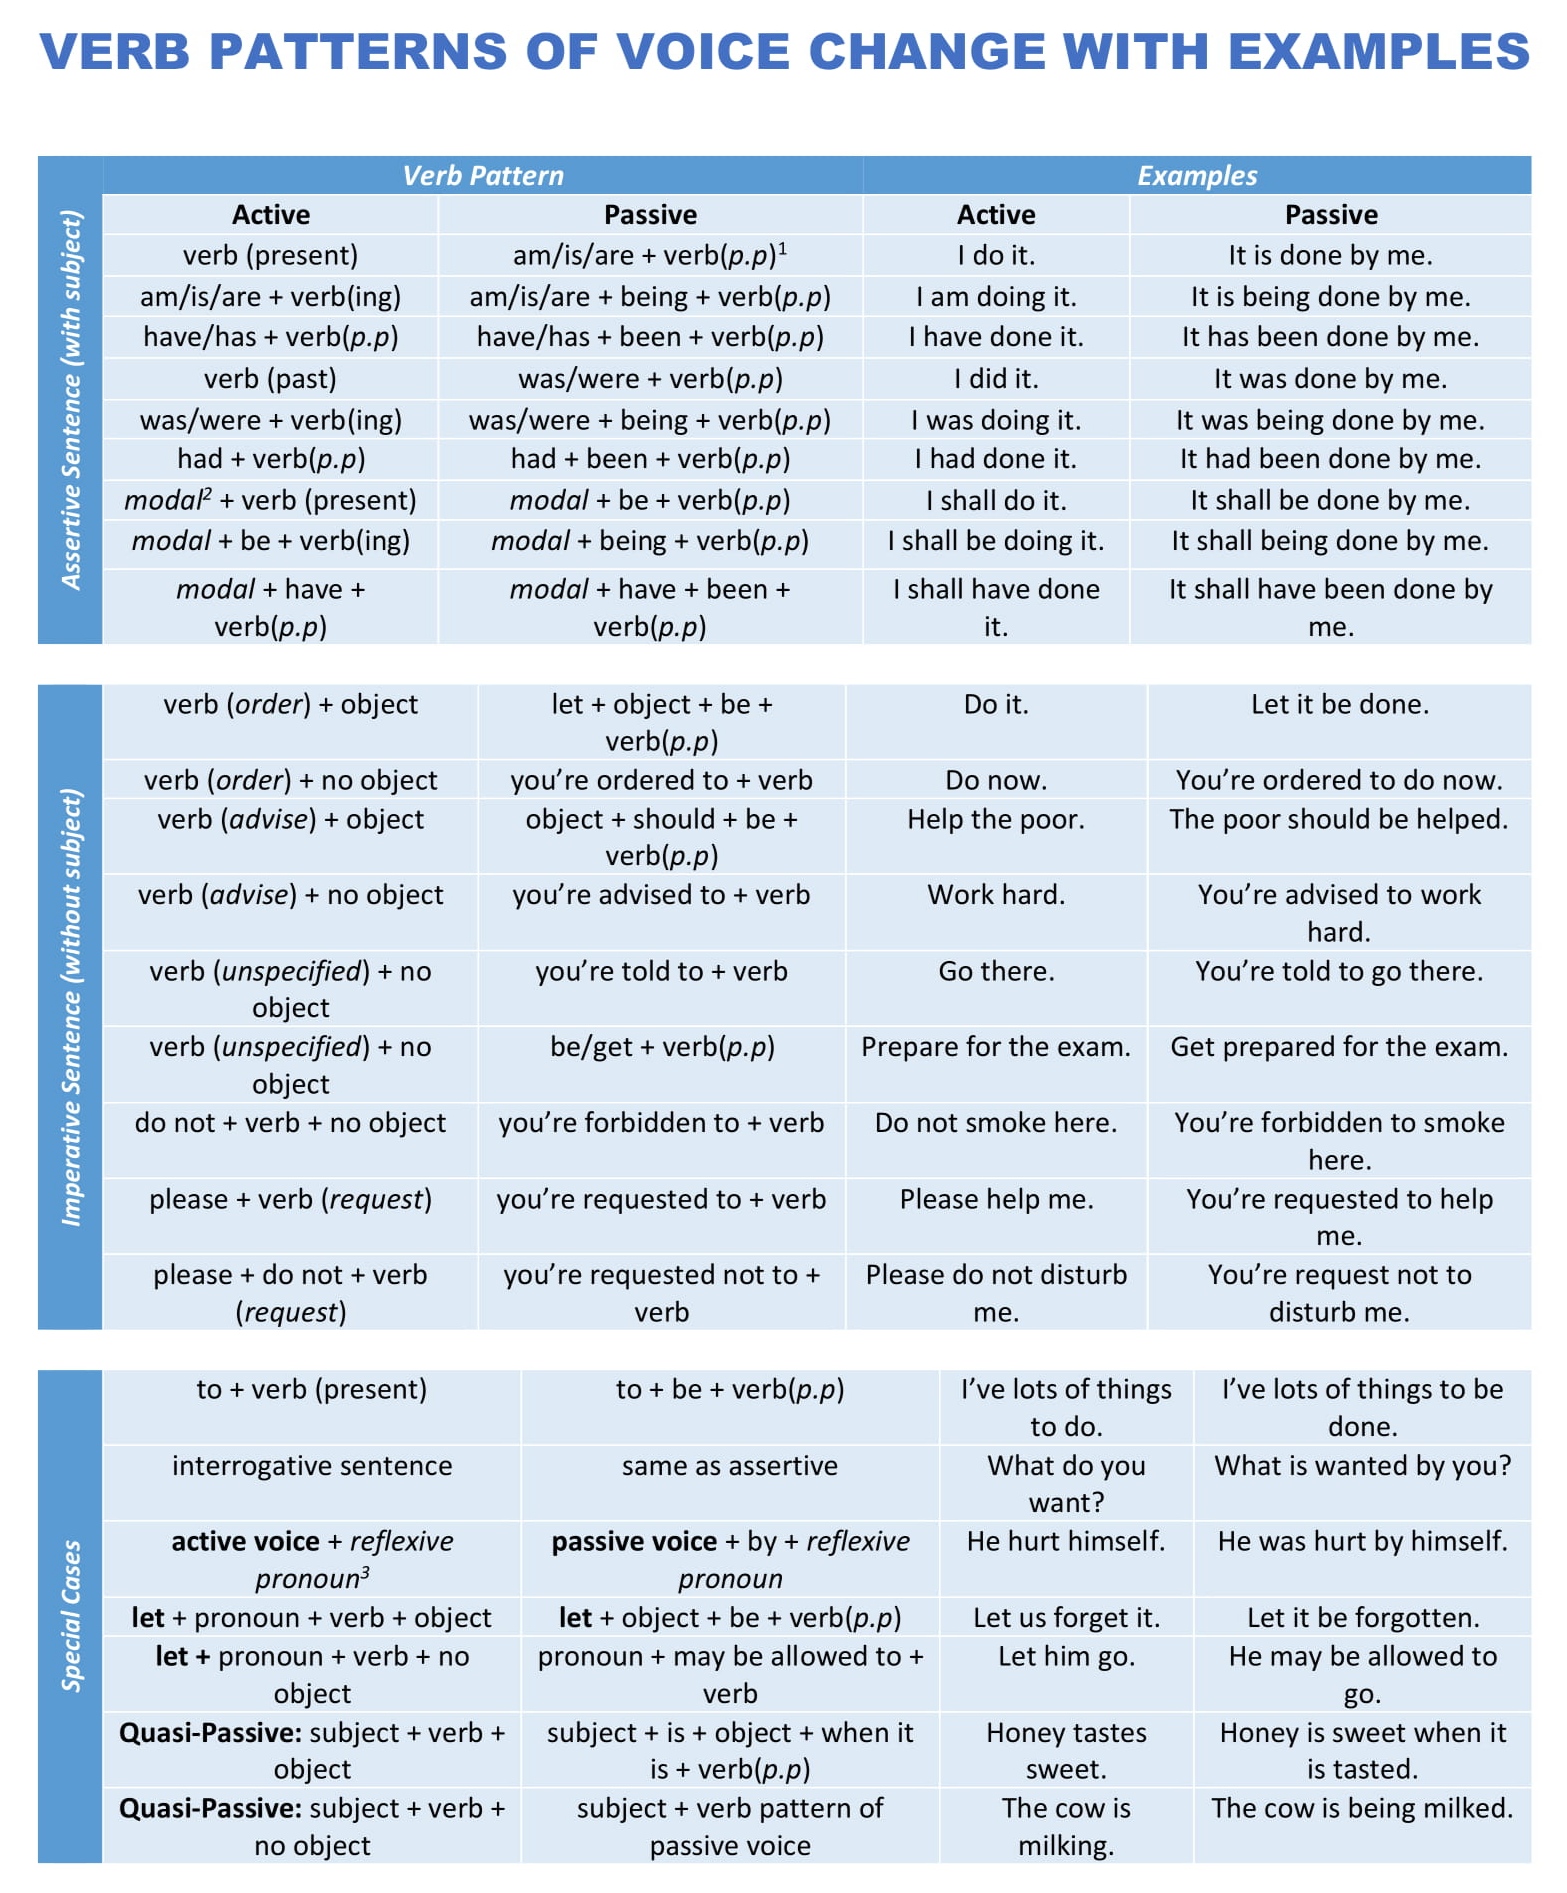 VERB PATTERNS OF VOICE CHANGE WITH EXAMPLES
Assertive Sentence (with subject)
Verb Pattern Examples
Active Passive Active Passive
verb (present) am/is/are + verb(p.p)¹ I do it. It is done by me.
am/is/are + verb(ing) am/is/are + being + verb(p.p) I am doing it. It is being done by me.
have/has + verb(p.p) have/has + been + verb(p.p) I have done it. It has been done by me.
verb (past) was/were + verb(p.p) I did it. It was done by me.
was/were + verb(ing) was/were + being + verb(p.p) I was doing it. It was being done by me.
had + verb(p.p) had + been + verb(p.p) I had done it. It had been done by me.
modal² + verb (present) modal + be + verb(p.p) I shall do it. It shall be done by me.
modal + be + verb(ing) modal + being + verb(p.p) I shall be doing it. It shall being done by me.
modal + have + modal + have + been + I shall have done It shall have been done by
verb(p.p) verb(p.p) it. me.
Imperative Sentence (without subject)
verb (order) + object let + object + be + Do it. Let it be done.
verb(p.p)
verb (order) + no object you’re ordered to + verb Do now. You’re ordered to do now.
verb (advise) + object object + should + be + Help the poor. The poor should be helped.
verb(p.p)
verb (advise) + no object you’re advised to + verb Work hard. You’re advised to work
hard.
verb (unspecified) + no you’re told to + verb Go there. You’re told to go there.
object
verb (unspecified) + no be/get + verb(p.p) Prepare for the exam. Get prepared for the exam.
object
do not + verb + no object you’re forbidden to + verb Do not smoke here. You’re forbidden to smoke
here.
please + verb (request) you’re requested to + verb Please help me. You’re requested to help
me.
please + do not + verb you’re requested not to + Please do not disturb You’re request not to
(request) verb me. disturb me.
Special Cases
to + verb (present) to + be + verb(p.p) I’ve lots of things I’ve lots of things to be
to do. done.
interrogative sentence same as assertive What do you What is wanted by you?
want?
active voice + reflexive passive voice + by + reflexive He hurt himself. He was hurt by himself.
pronoun³ pronoun
let + pronoun + verb + object let + object + be + verb(p.p) Let us forget it. Let it be forgotten.
let + pronoun + verb + no pronoun + may be allowed to + Let him go. He may be allowed to
object verb go.
Quasi-Passive: subject + verb + subject + is + object + when it Honey tastes Honey is sweet when it
object is + verb(p.p) sweet. is tasted.
Quasi-Passive: subject + verb + subject + verb pattern of The cow is The cow is being milked.
no object passive voice milking.